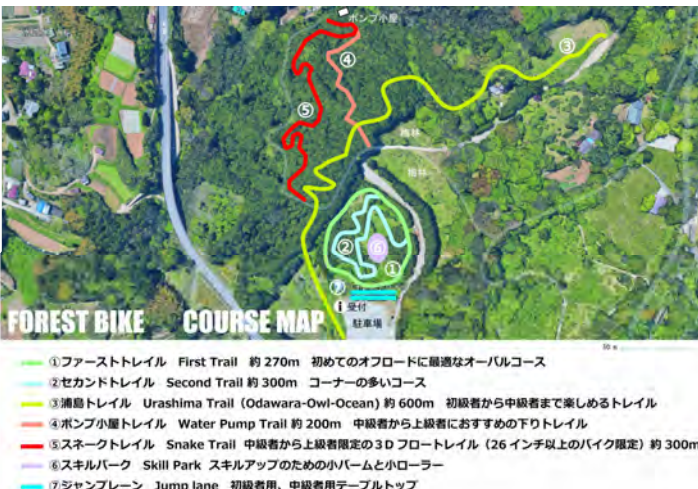 ポンプ小屋
③
④
⑤
梅林
梅林
②
⑥
①
⑦
i 受付
駐車場
FOREST BIKE COURSE MAP
①ファーストトレイル First Trail 約 270m 初めてのオフロードに最適なオーバルコース
②セカンドトレイル Second Trail 約 300m コーナーの多いコース
③浦島トレイル Urashima Trail（Odawara-Owl-Ocean) 約 600m 初級者から中級者まで楽しめるトレイル
④ポンプ小屋トレイル Water Pump Trail 約 200m 中級者から上級者におすすめの下りトレイル
⑤スネークトレイル Snake Trail 中級者から上級者限定の３D フロートレイル（26 インチ以上のバイク限定）約 300m
⑥スキルパーク Skill Park スキルアップのための小バームと小ローラー
⑦ジャンプレーン Jump lane 初級者用、中級者用テーブルトップ